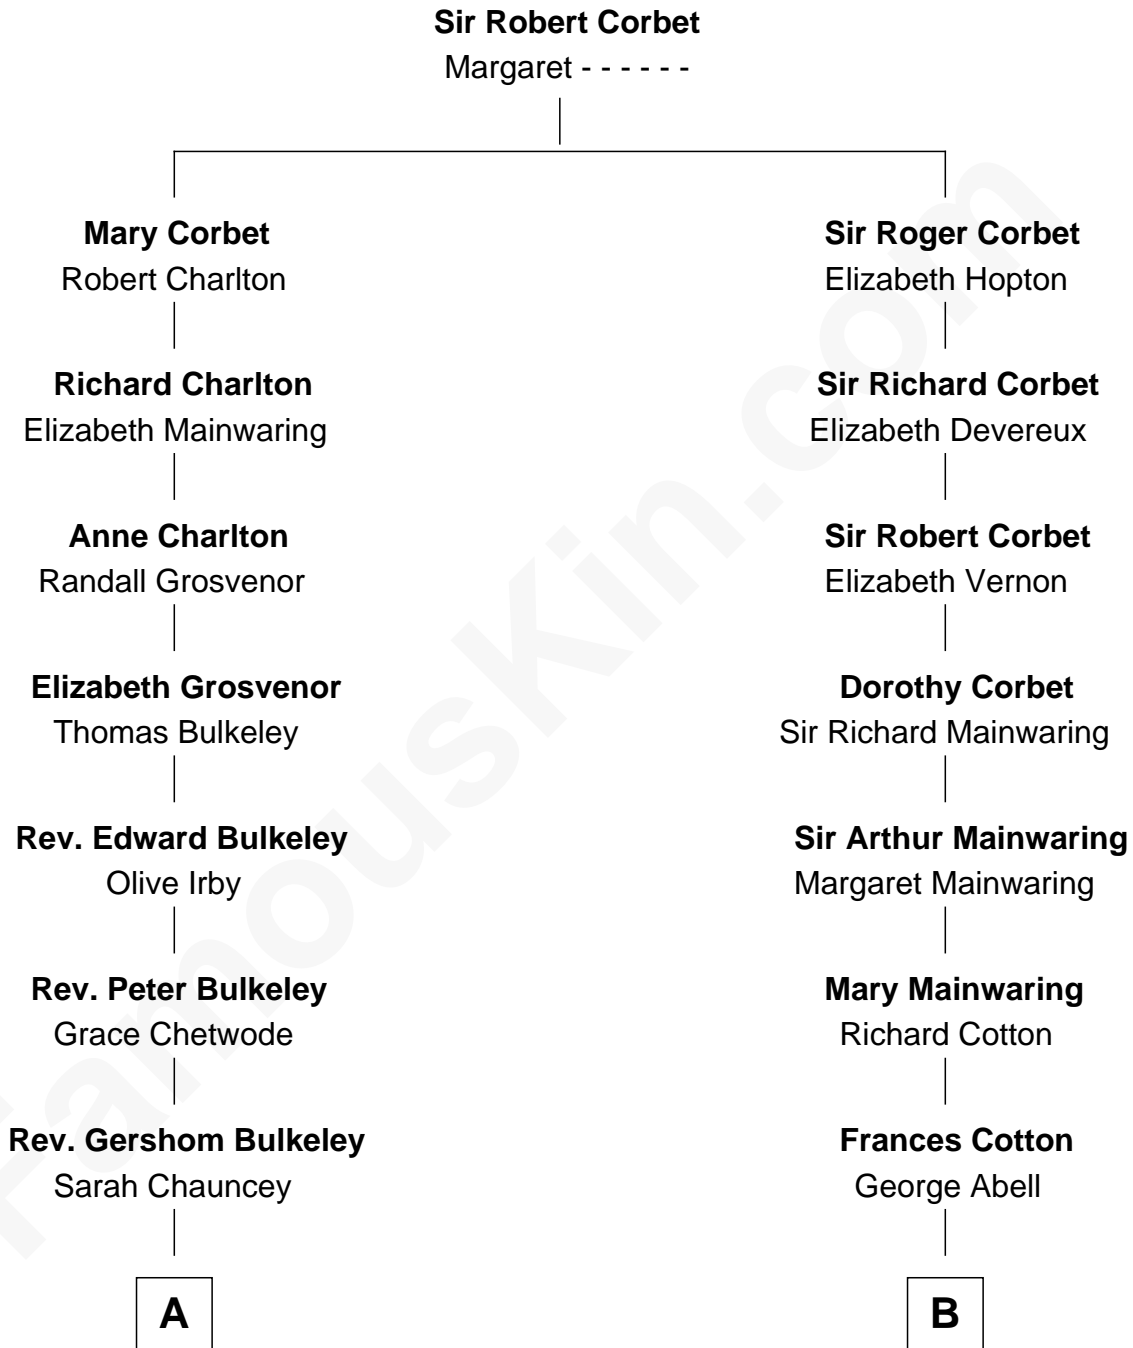 Sir Robert Corbet
Margaret - - - - - -
Mary Corbet
Robert Charlton
Sir Roger Corbet
Elizabeth Hopton
Richard Charlton
Elizabeth Mainwaring
Sir Richard Corbet
Elizabeth Devereux
Anne Charlton
Randall Grosvenor
Sir Robert Corbet
Elizabeth Vernon
Elizabeth Grosvenor
Thomas Bulkeley
Dorothy Corbet
Sir Richard Mainwaring
Rev. Edward Bulkeley
Olive Irby
Sir Arthur Mainwaring
Margaret Mainwaring
Rev. Peter Bulkeley
Grace Chetwode
Mary Mainwaring
Richard Cotton
Rev. Gershom Bulkeley
Sarah Chauncey
Frances Cotton
George Abell
A
B
FamousKin.com